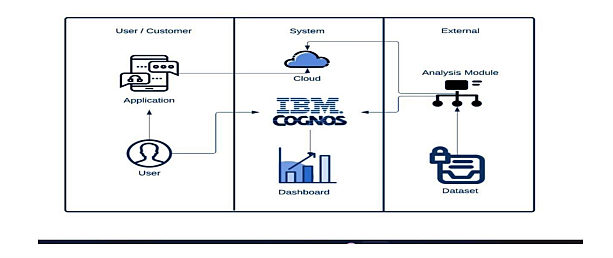 User / Customer
System
External
Cloud
Analysis Module
Application
IBM.
COGNOS
User
Dashboard
Dataset